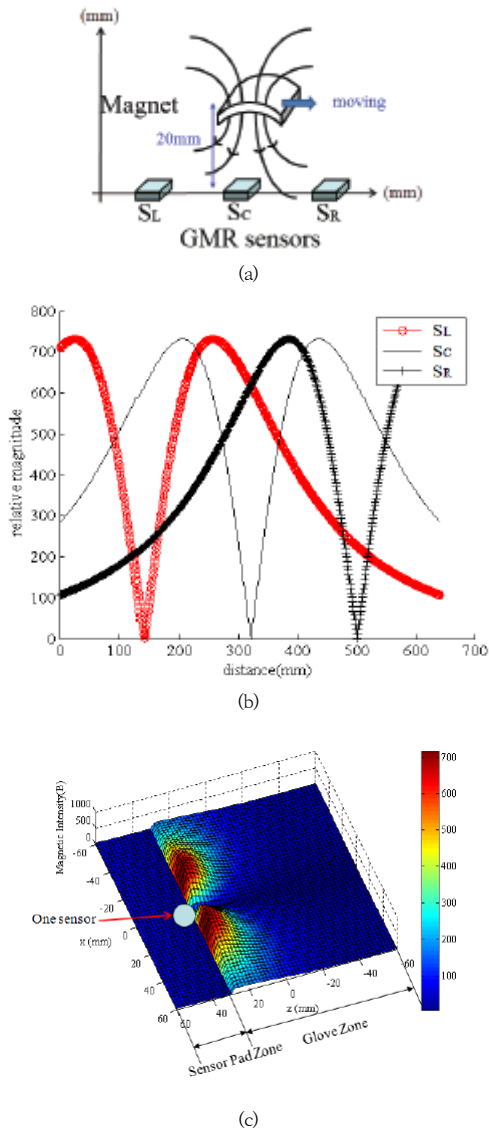 (mm)
Magnet
moving
20mm
(mm)
SL SC SR
GMR sensors
(a)
800
700
600
500
400
300
200
100
0
relative magnitude
SL
SC
SR
0 100 200 300 400 500 600 700
distance(mm)
(b)
Magnetic Intensity(B)
1000
500
0
-60
-40
-20
0
20
40
60
x (mm)
One sensor
60
40
20
0
-20
-40
-60
z (mm)
Sensor Pad Zone
Glove Zone
700
600
500
400
300
200
100
(c)